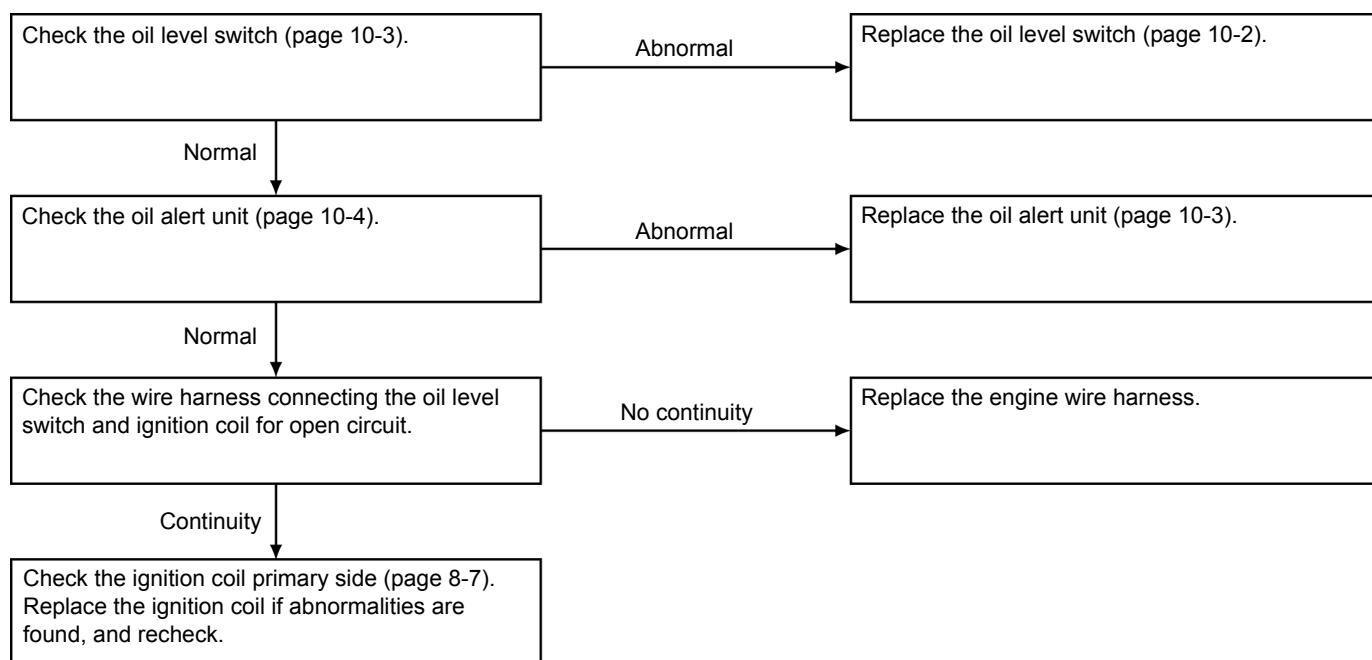 Check the oil level switch (page 10-3).
Abnormal
Replace the oil level switch (page 10-2).
Normal
Check the oil alert unit (page 10-4).
Abnormal
Replace the oil alert unit (page 10-3).
Normal
Check the wire harness connecting the oil level
switch and ignition coil for open circuit.
No continuity
Replace the engine wire harness.
Continuity
Check the ignition coil primary side (page 8-7).
Replace the ignition coil if abnormalities are
found, and recheck.